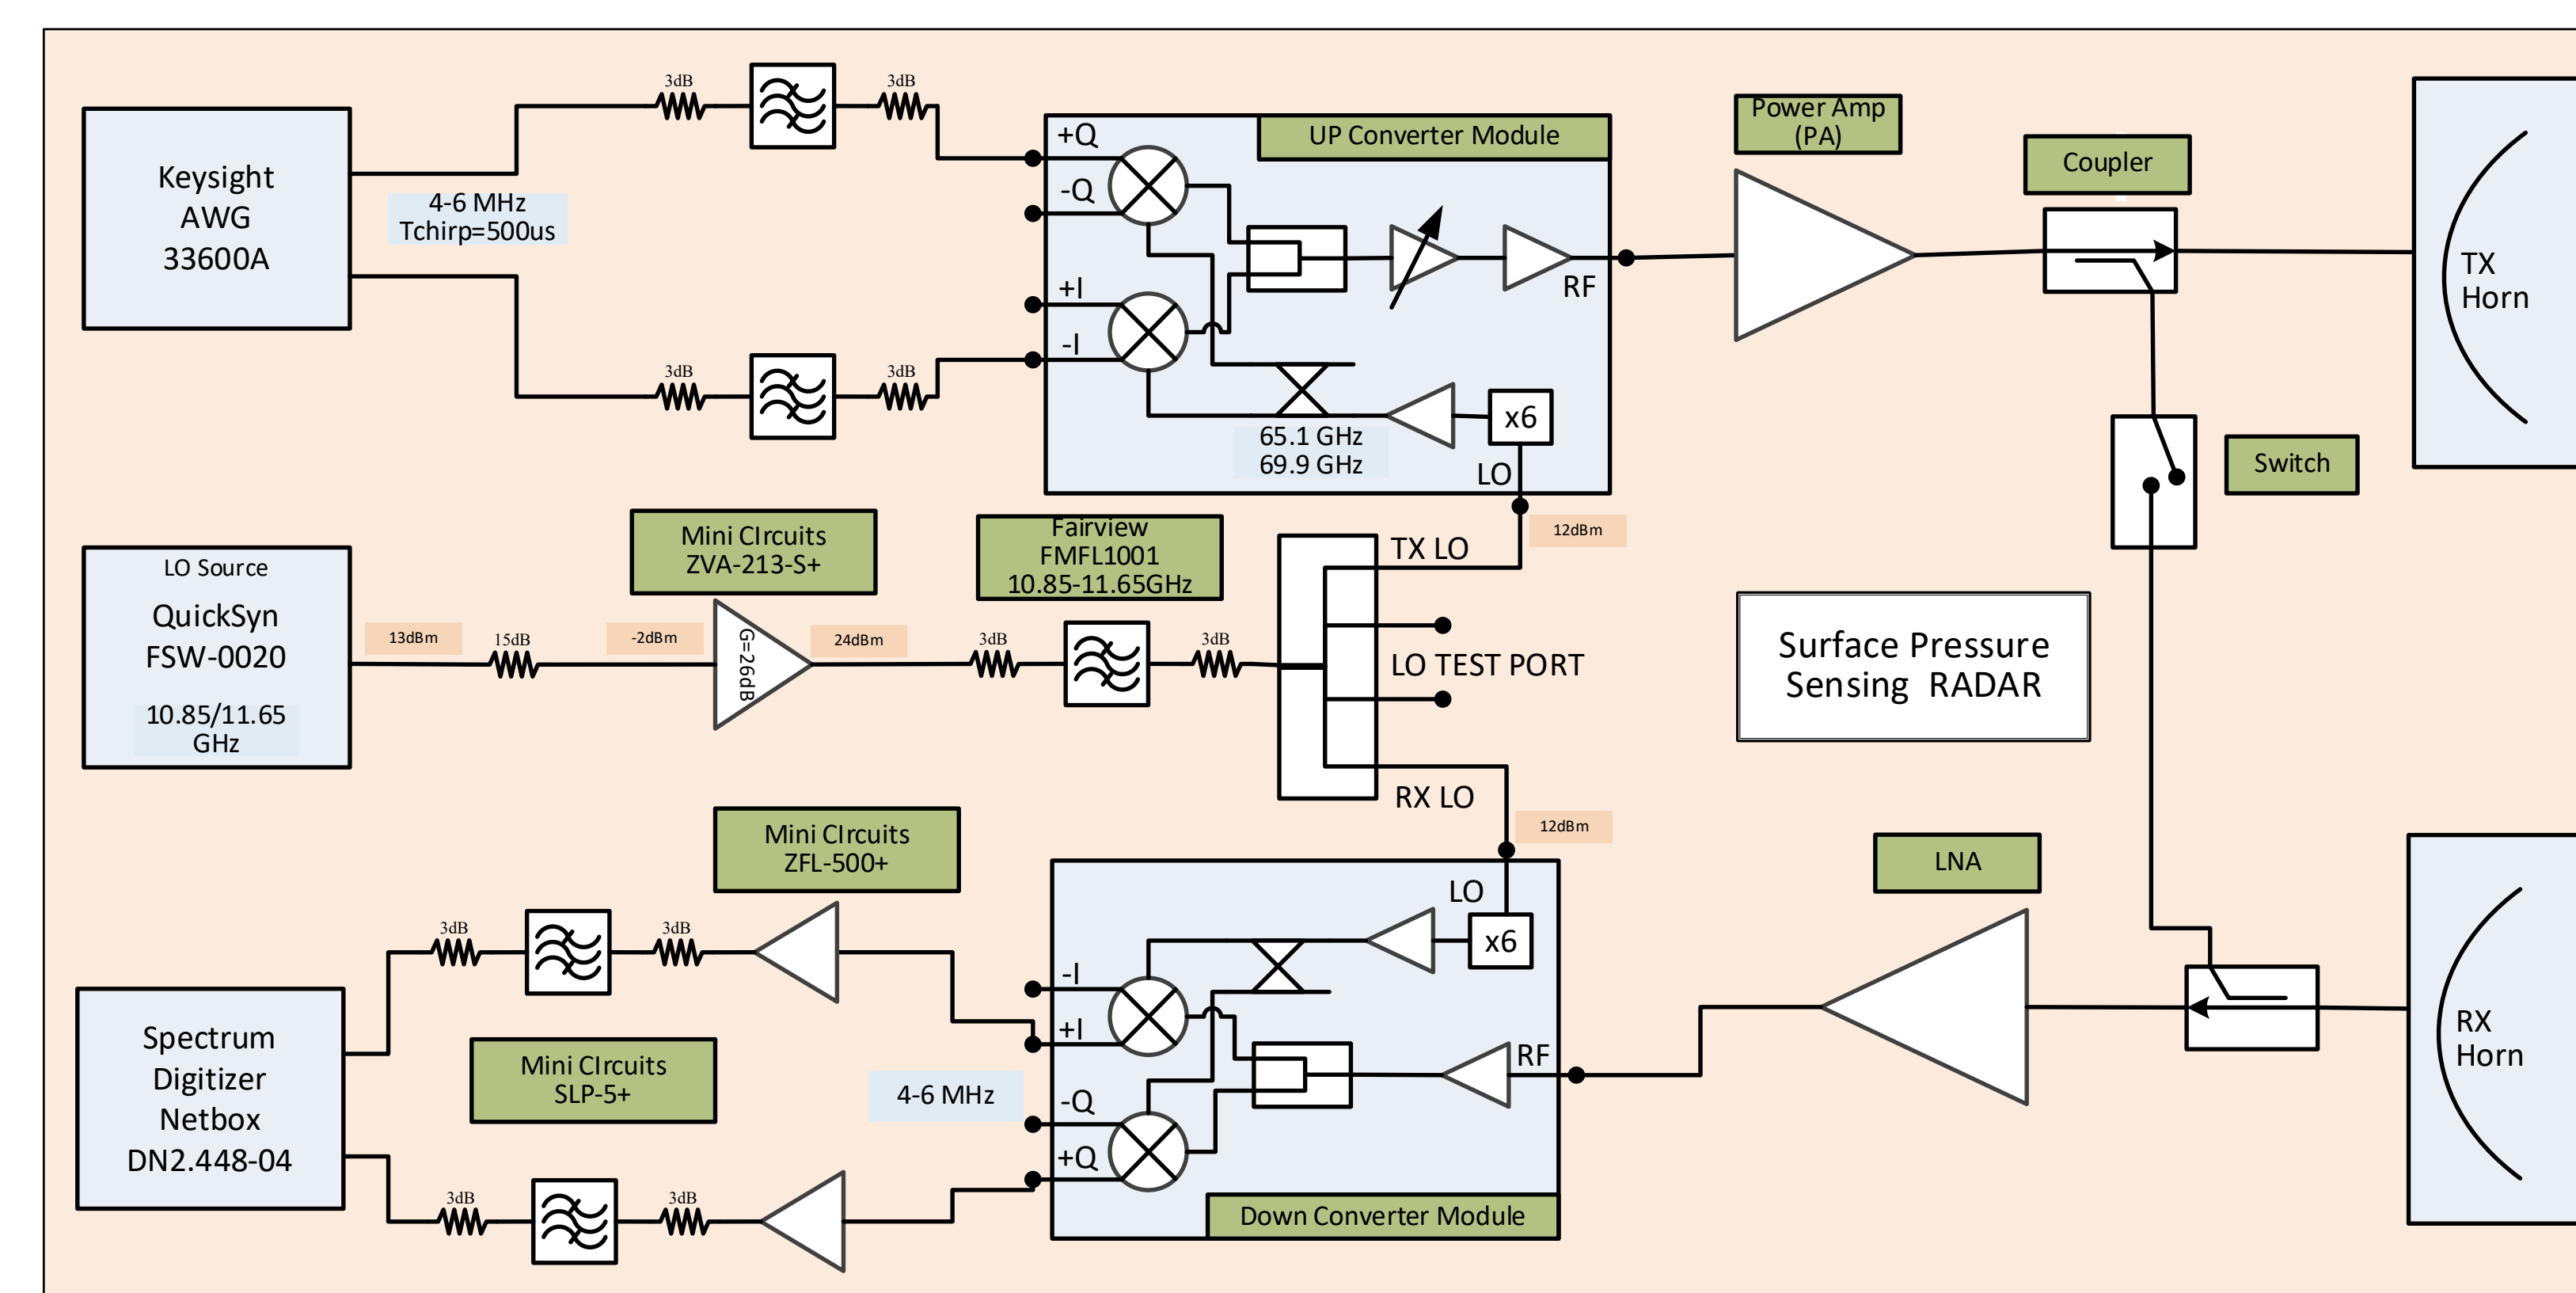 3dB
3dB
Keysight
AWG
33600A
4-6 MHz
Tchirp=500us
3dB
3dB
+Q
-Q
+I
-I
UP Converter Module
RF
x6
65.1 GHz
69.9 GHz
LO
Power Amp
(PA)
Coupler
TX
Horn
Switch
12dBm
LO Source
QuickSyn
FSW-0020
10.85/11.65
GHz
13dBm
15dB
-2dBm
Mini CIrcuits
ZVA-213-S+
G=26dB
24dBm
Fairview
FMFL1001
10.85-11.65GHz
3dB
3dB
TX LO
LO TEST PORT
RX LO
Surface Pressure
Sensing RADAR
12dBm
Mini CIrcuits
ZFL-500+
3dB
3dB
Spectrum
Digitizer
Netbox
DN2.448-04
Mini CIrcuits
SLP-5+
3dB
3dB
4-6 MHz
LO
x6
-I
+I
-Q
+Q
RF
Down Converter Module
LNA
RX
Horn